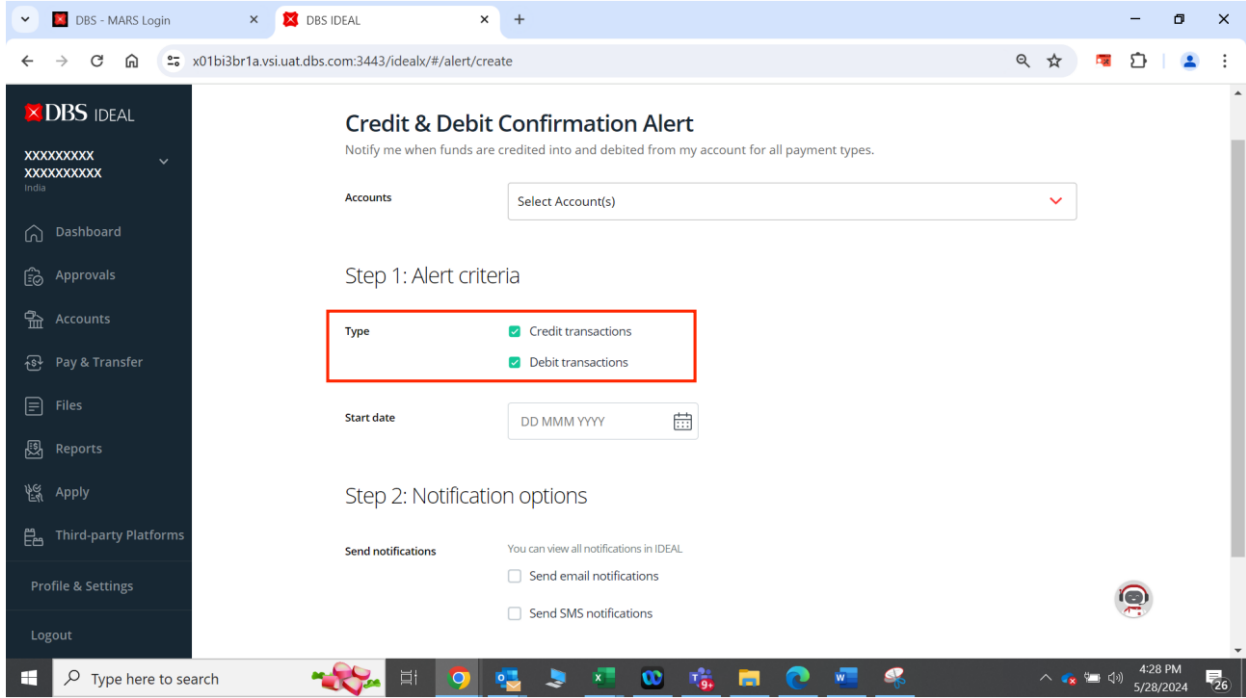 DBS - MARS Login
DBS IDEAL
x01bi3br1a.vsi.uat.dbs.com:3443/idealx/#/alert/create
DBS IDEAL
XXXXXXXXX
XXXXXXXXXX
India
Dashboard
Approvals
Accounts
Pay & Transfer
Files
Reports
Apply
Third-party Platforms
Profile & Settings
Logout
Credit & Debit Confirmation Alert
Notify me when funds are credited into and debited from my account for all payment types.
Accounts
Select Account(s)
Step 1: Alert criteria
Type
Credit transactions
Debit transactions
Start date
DD MMM YYYY
Step 2: Notification options
Send notifications
You can view all notifications in IDEAL
Send email notifications
Send SMS notifications
Type here to search
9+
4:28 PM
5/28/2024
26